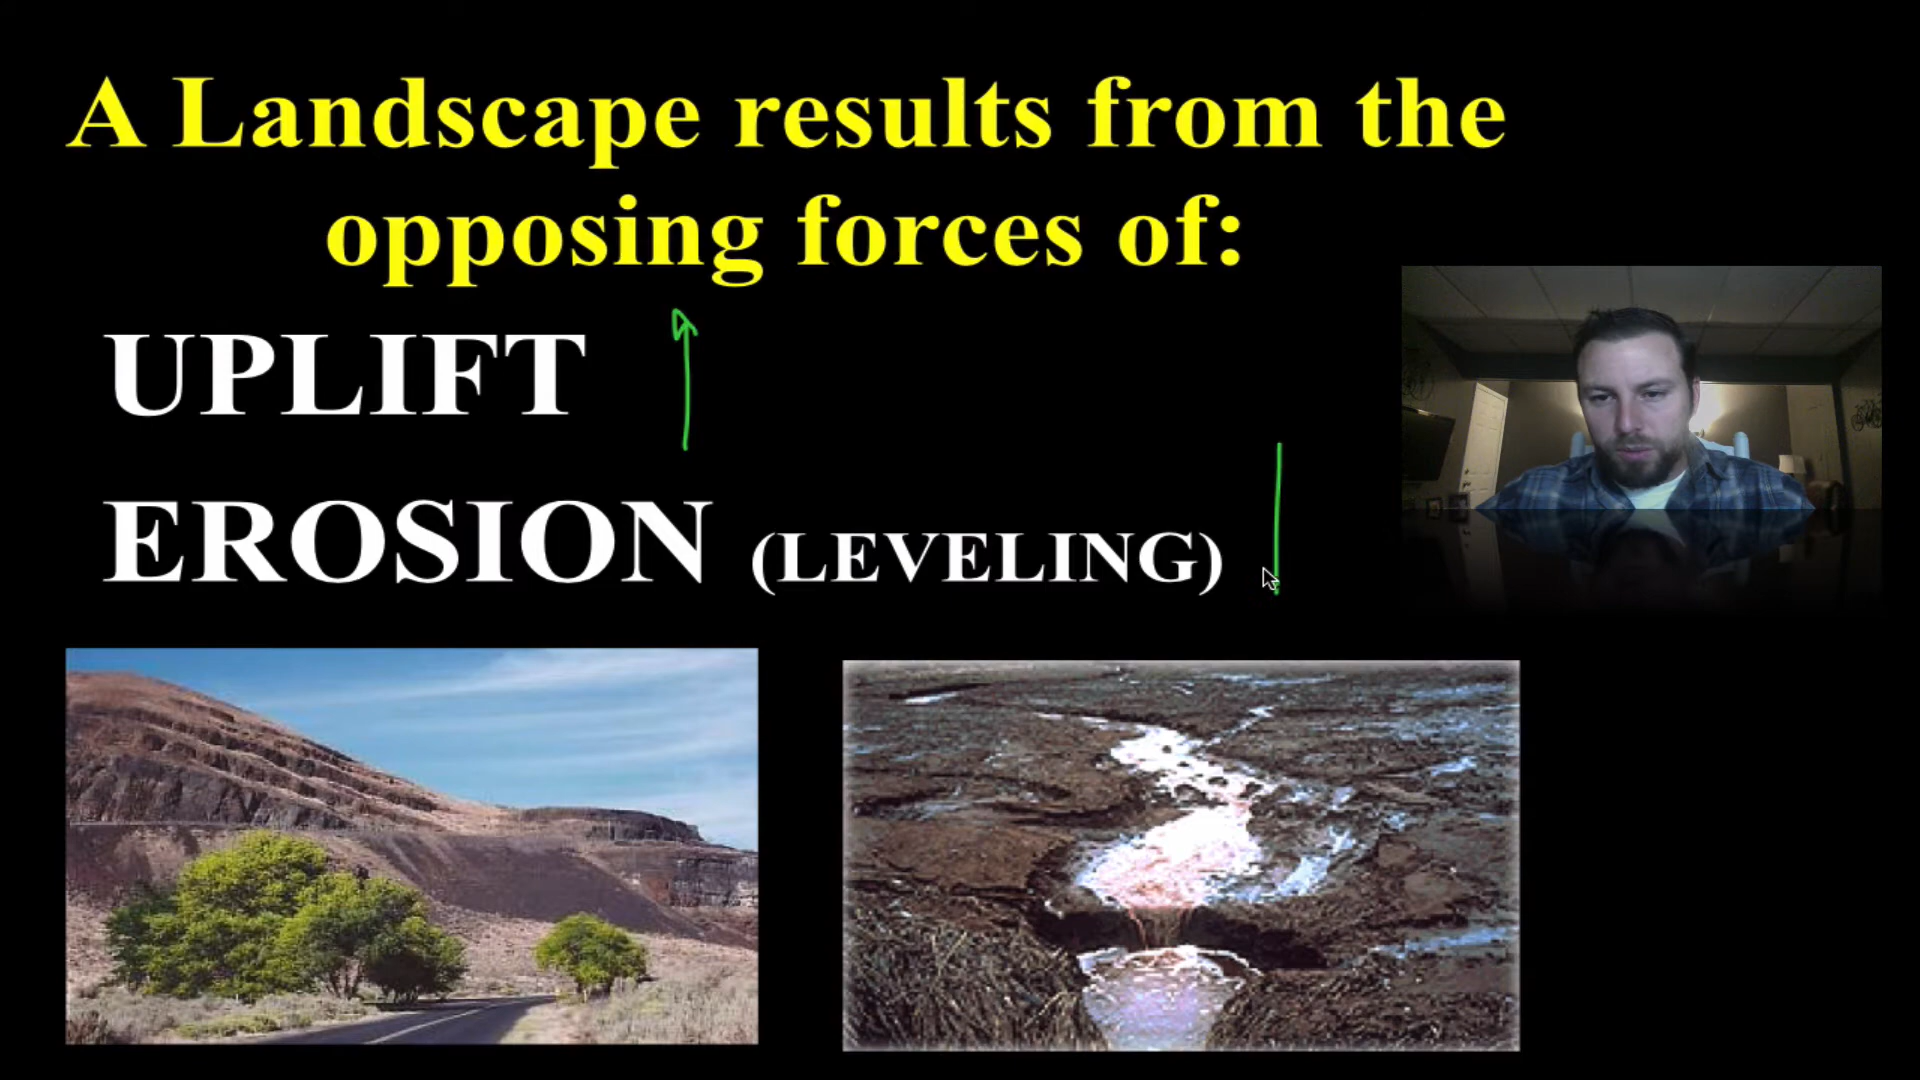 A Landscape results from the
opposing forces of:
UPLIFT
EROSION (LEVELING)